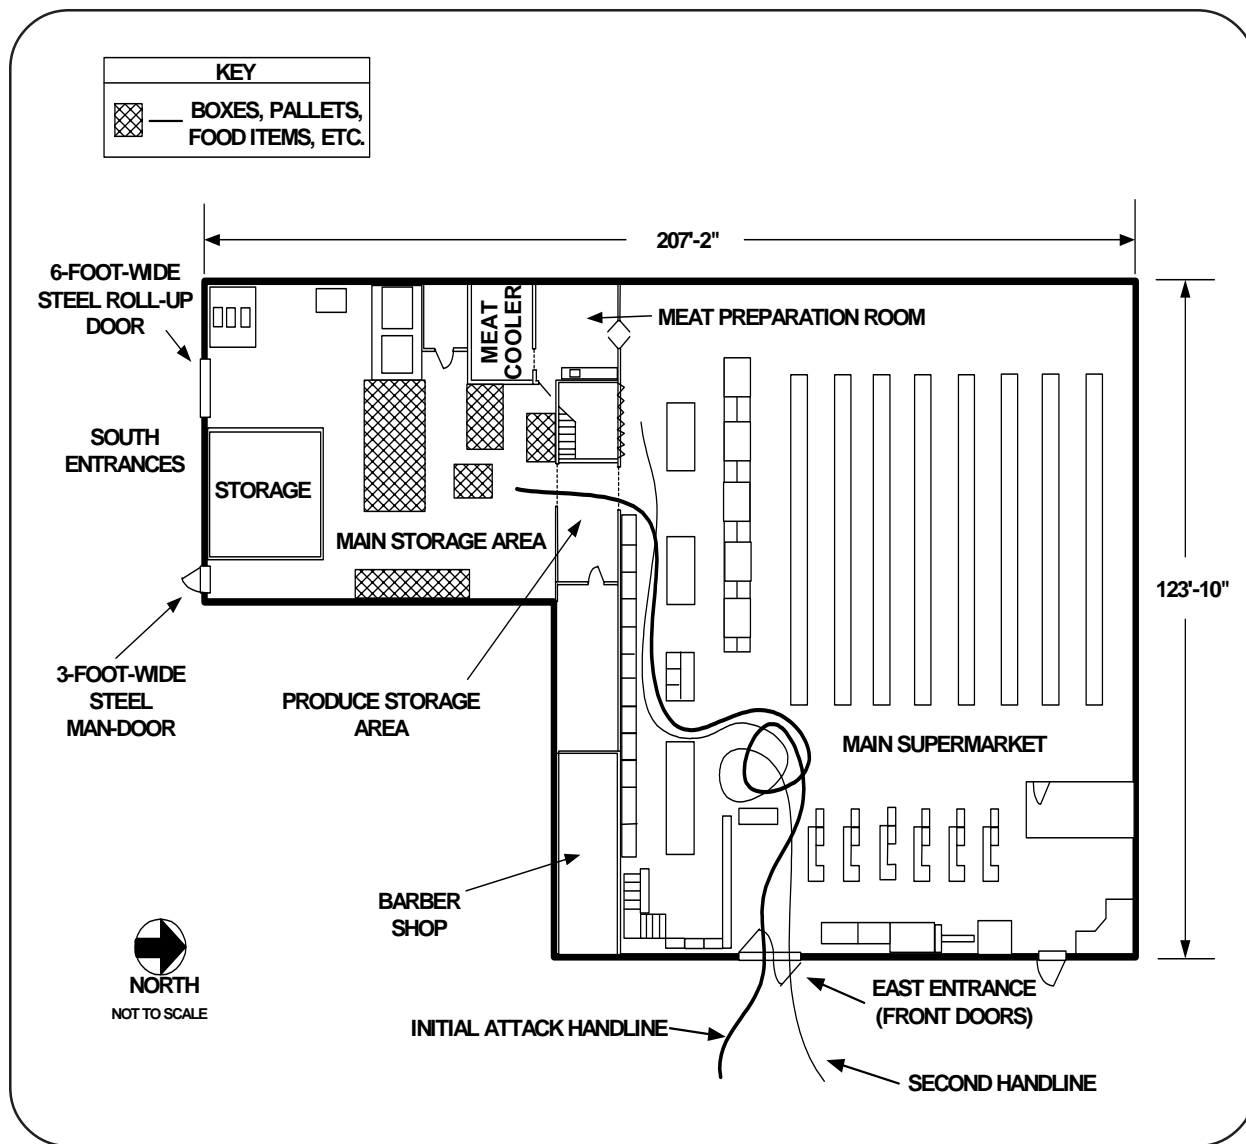 KEY
BOXES, PALLETS,
FOOD ITEMS, ETC.
207'-2"
6-FOOT-WIDE
STEEL ROLL-UP
DOOR
MEAT
COOLER
MEAT PREPARATION ROOM
SOUTH
ENTRANCES
STORAGE
MAIN STORAGE AREA
123'-10"
3-FOOT-WIDE
STEEL
MAN-DOOR
PRODUCE STORAGE
AREA
MAIN SUPERMARKET
BARBER
SHOP
NORTH
NOT TO SCALE
EAST ENTRANCE
(FRONT DOORS)
INITIAL ATTACK HANDLINE
SECOND HANDLINE